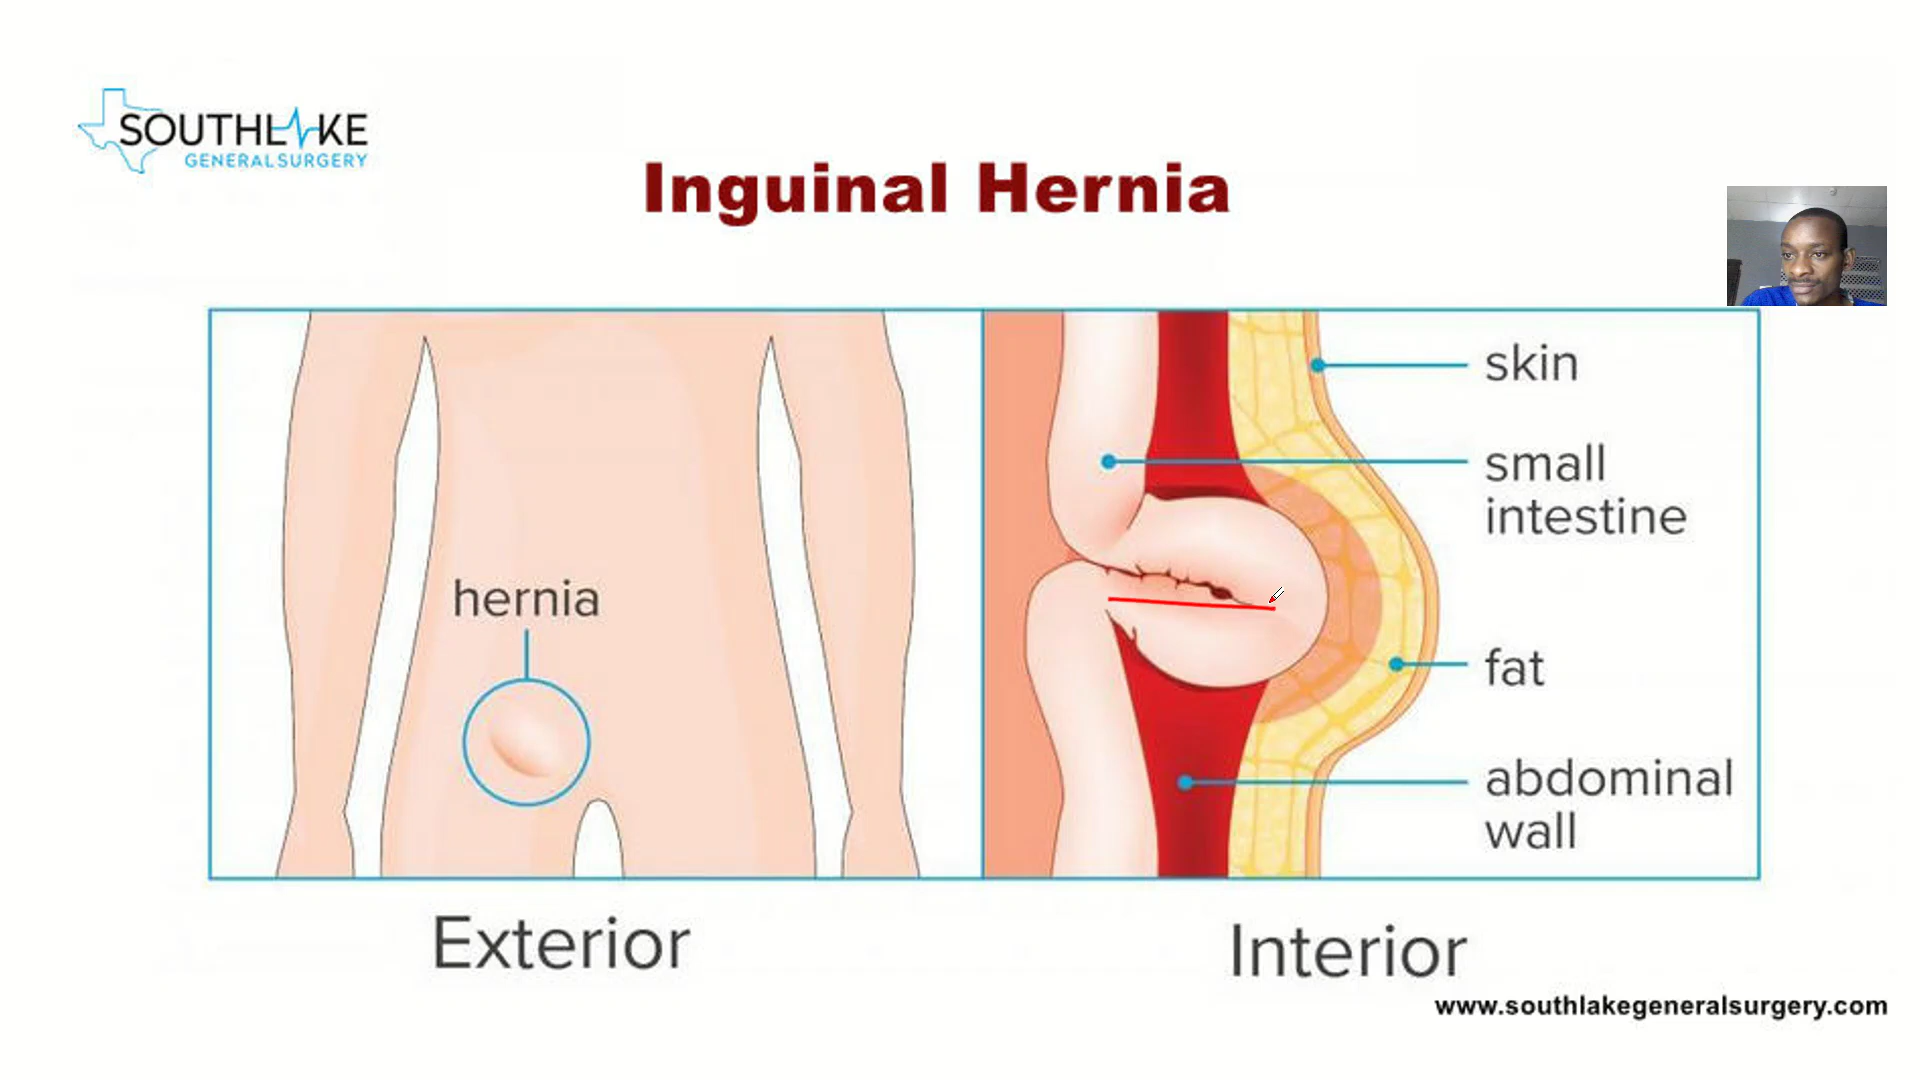 SOUTHLAKE
GENERAL SURGERY
Inguinal Hernia
hernia
skin
small
intestine
fat
abdominal
wall
Exterior
Interior
www.southlakegeneralsurgery.com